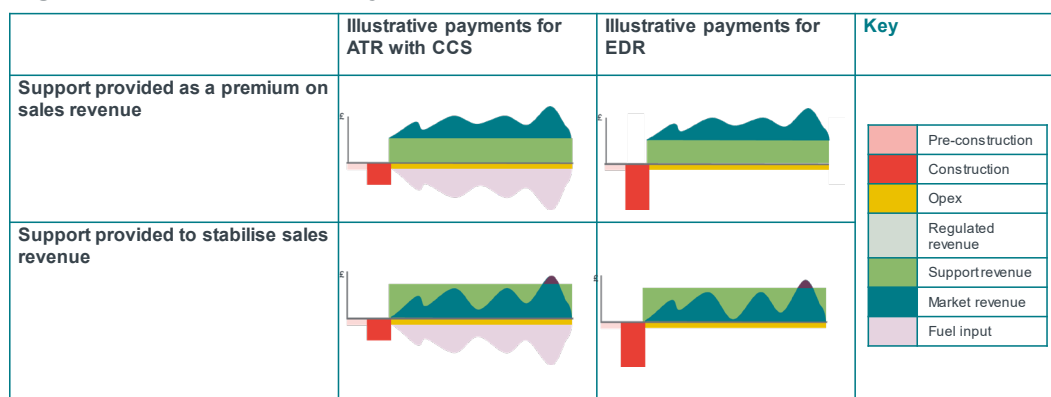 Illustrative payments for
ATR with CCS
Illustrative payments for
EDR
Key
Support provided as a premium on
sales revenue
£
£
Pre-construction
Construction
Opex
Regulated
revenue
Support revenue
Market revenue
Fuel input
Support provided to stabilise sales
revenue
£
£